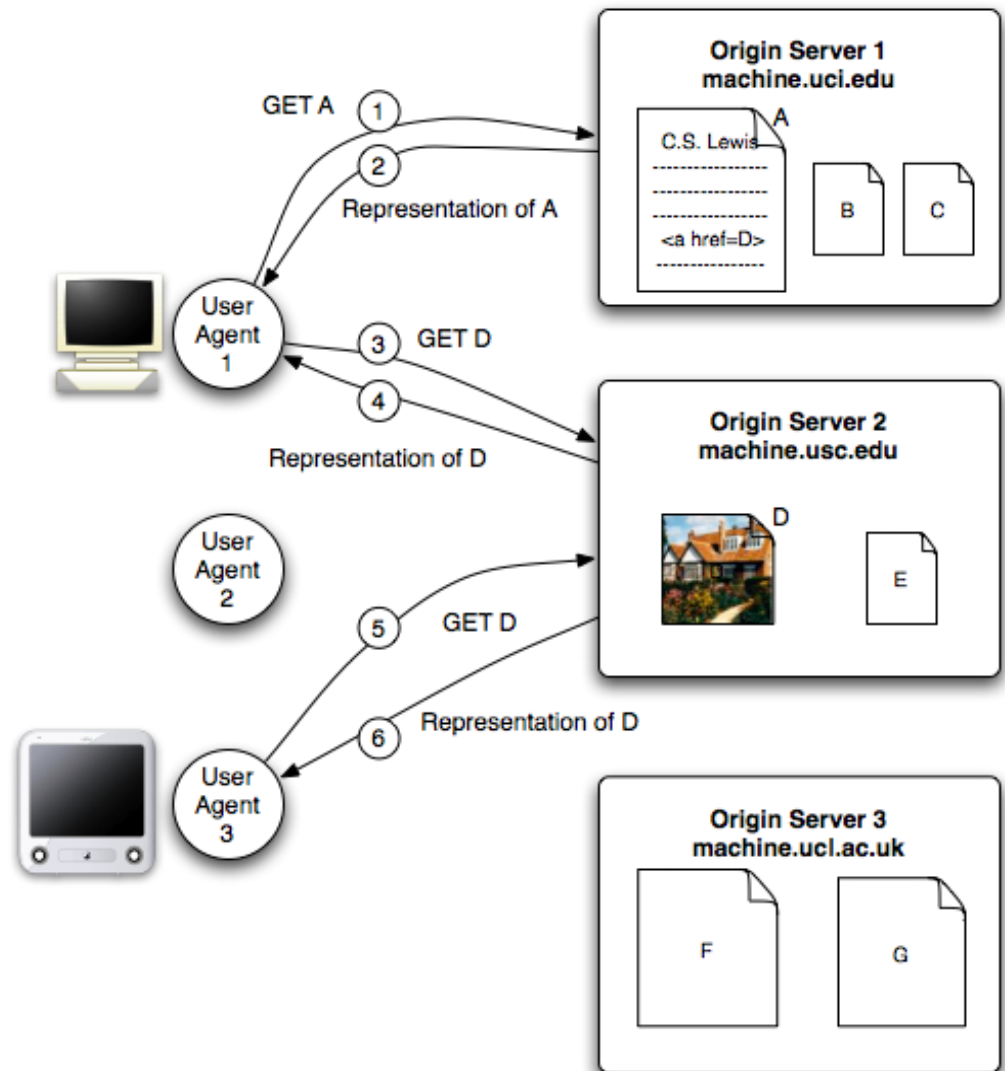 Origin Server 1
machine.uci.edu
GET A
1
A
C.S. Lewis
2
Representation of A
B
C
<a href=D>
User
Agent
1
3
GET D
4
Representation of D
Origin Server 2
machine.usc.edu
D
E
User
Agent
2
5
GET D
6
Representation of D
User
Agent
3
Origin Server 3
machine.ucl.ac.uk
F
G